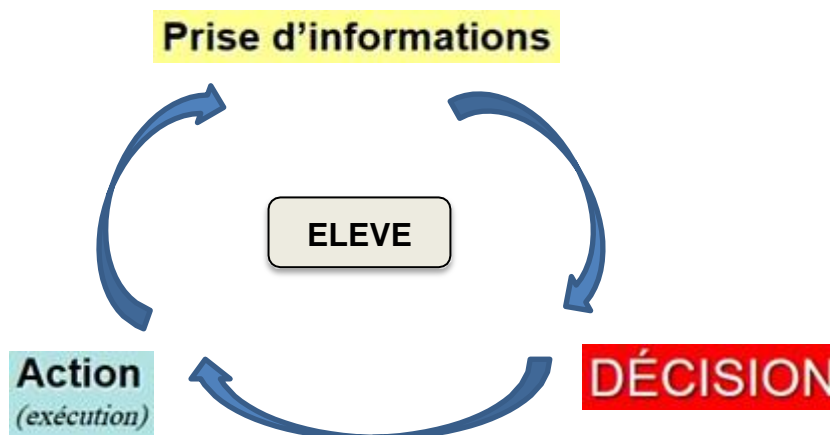 Prise d'informations
ELEVE
Action
(exécution)
DÉCISION